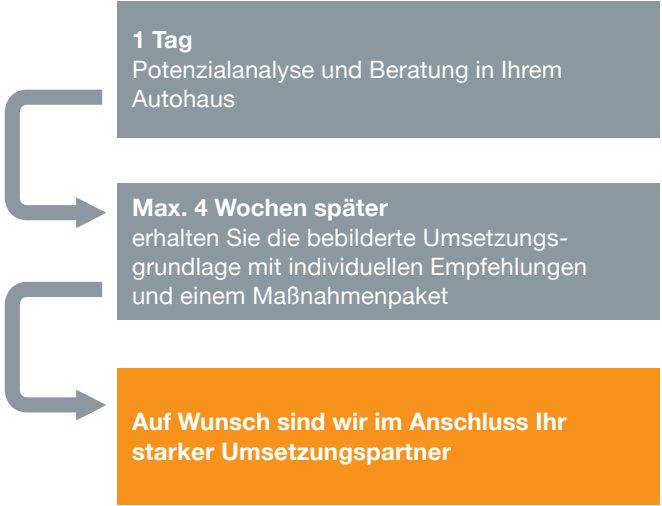 1 Tag
Potenzialanalyse und Beratung in Ihrem
Autohaus
Max. 4 Wochen später
erhalten Sie die bebilderte Umsetzungs-
grundlage mit individuellen Empfehlungen
und einem Maßnahmenpaket
Auf Wunsch sind wir im Anschluss Ihr
starker Umsetzungspartner